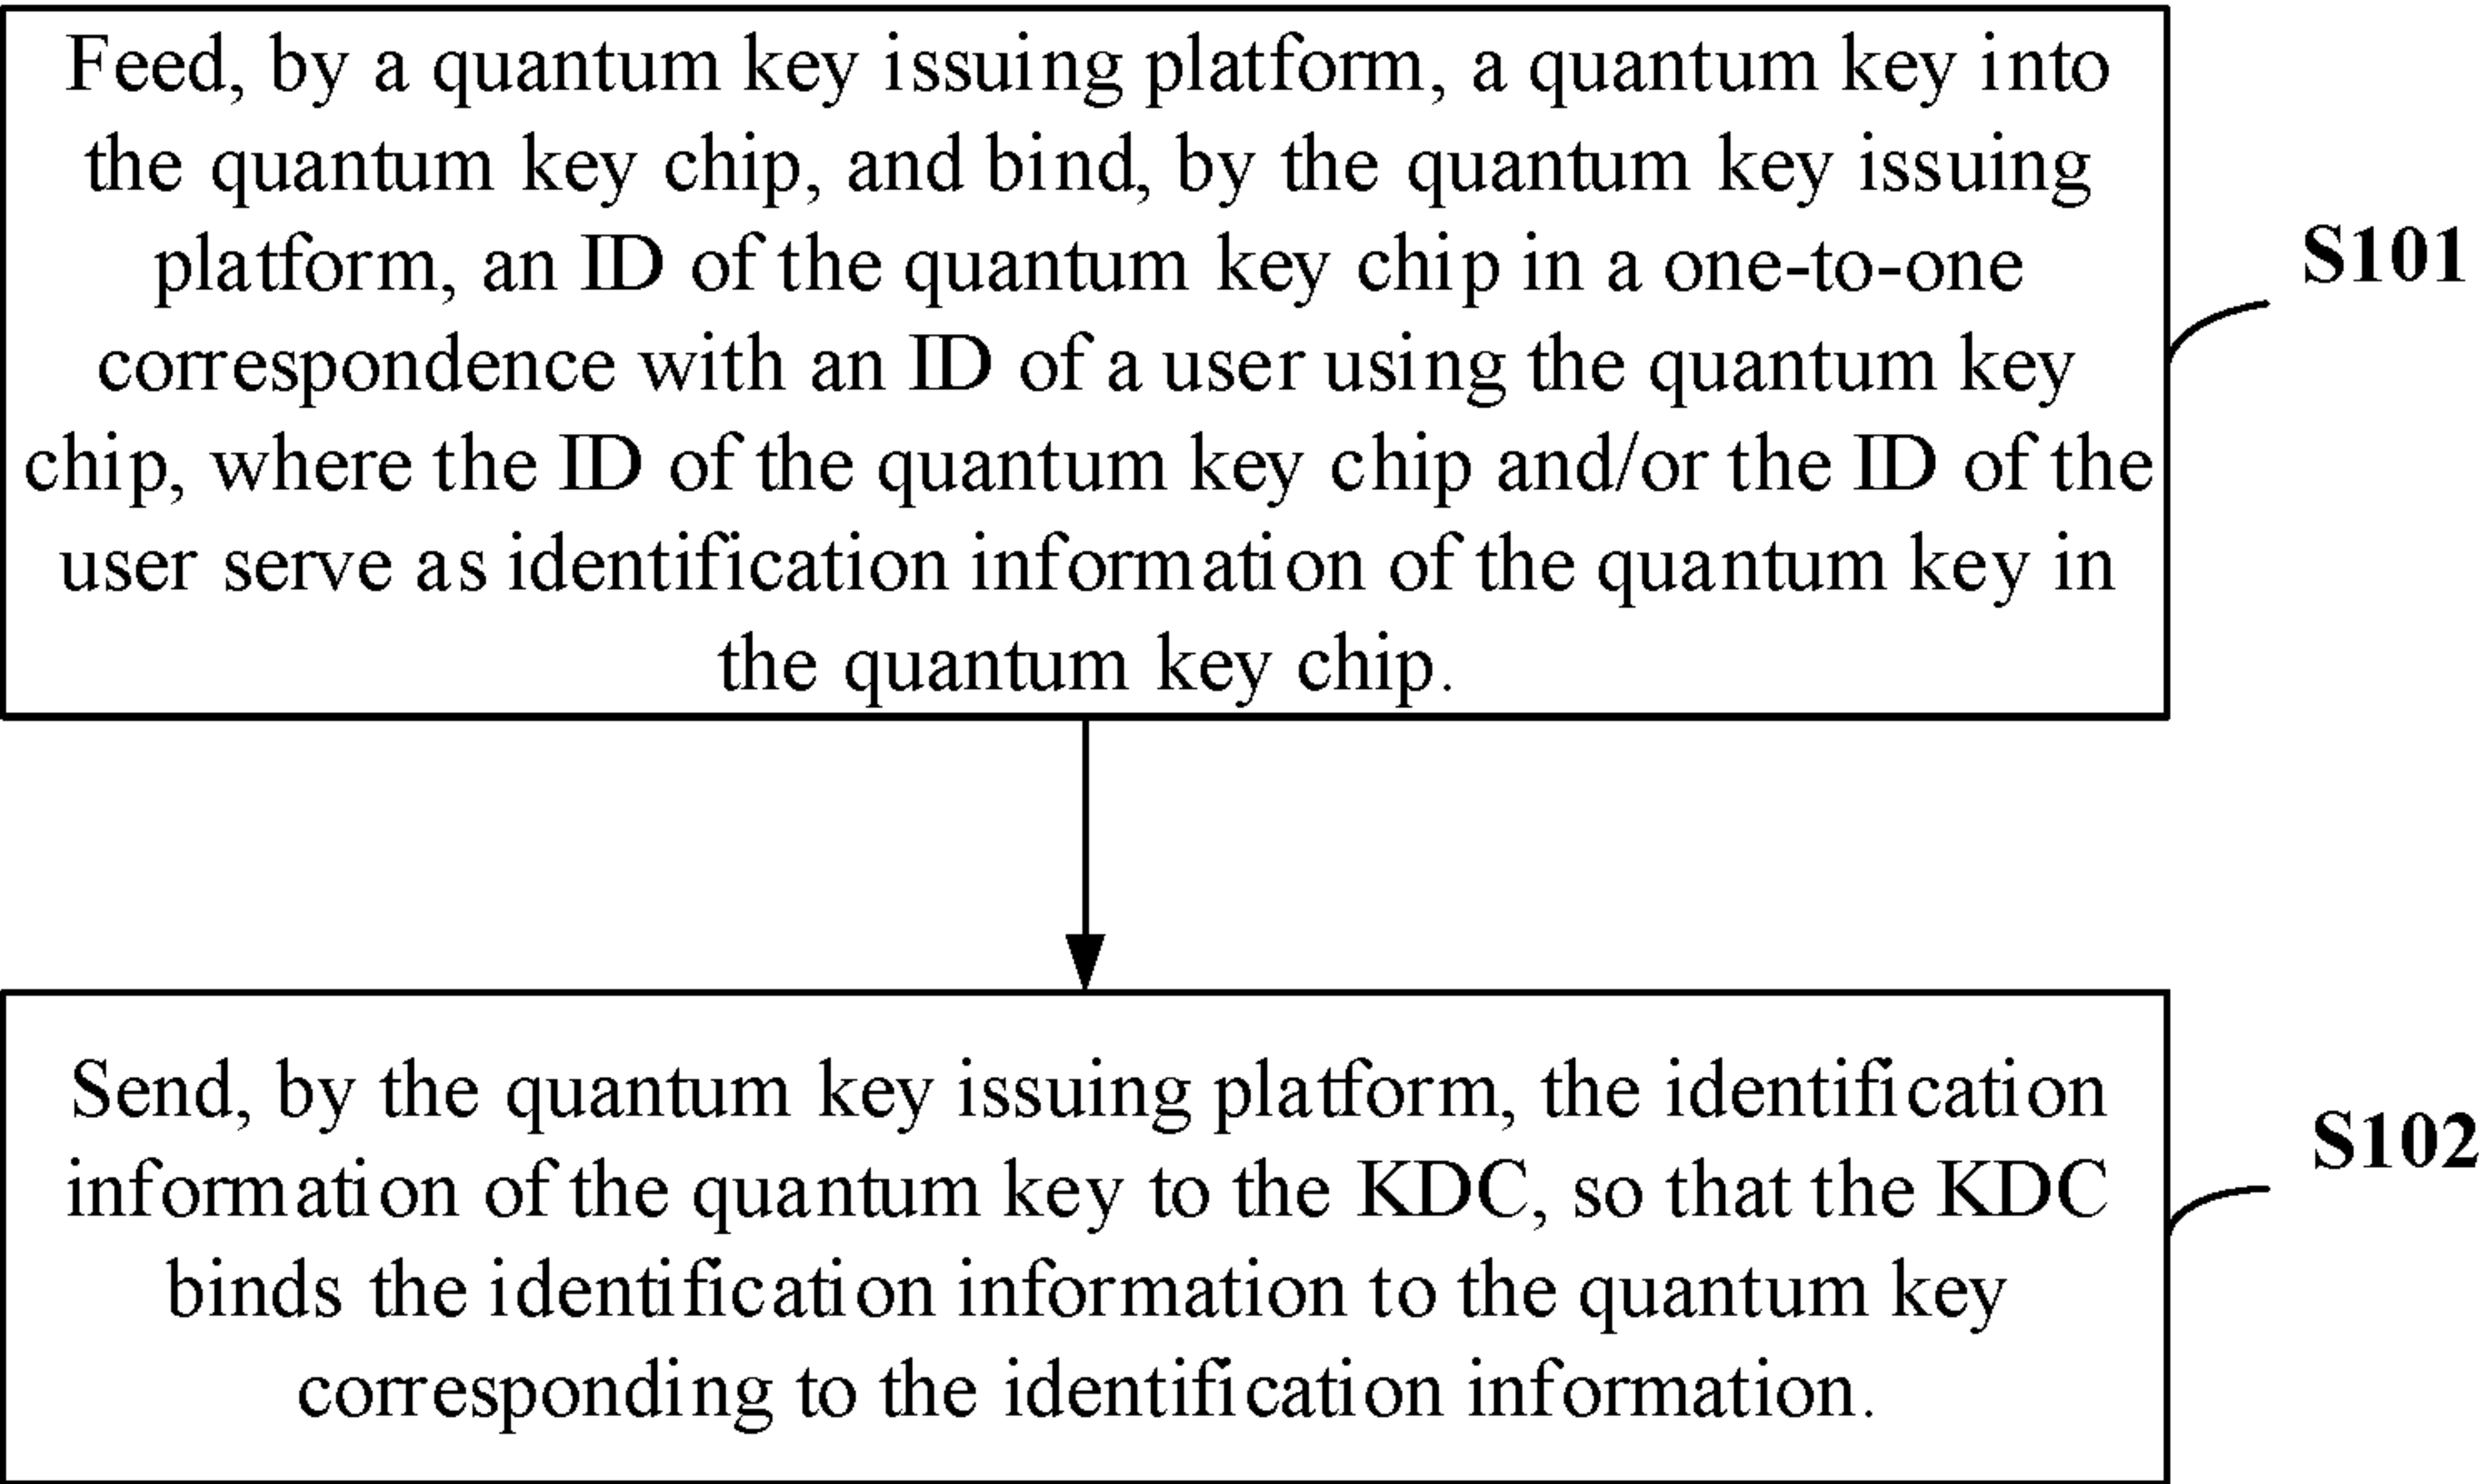 Feed, by a quantum key issuing platform, a quantum key into
the quantum key chip, and bind, by the quantum key issuing
platform, an ID of the quantum key chip in a one-to-one
correspondence with an ID of a user using the quantum key
chip, where the ID of the quantum key chip and/or the ID of the
user serve as identification information of the quantum key in
the quantum key chip.
S101
Send, by the quantum key issuing platform, the identification
information of the quantum key to the KDC, so that the KDC
binds the identification information to the quantum key
corresponding to the identification information.
S102